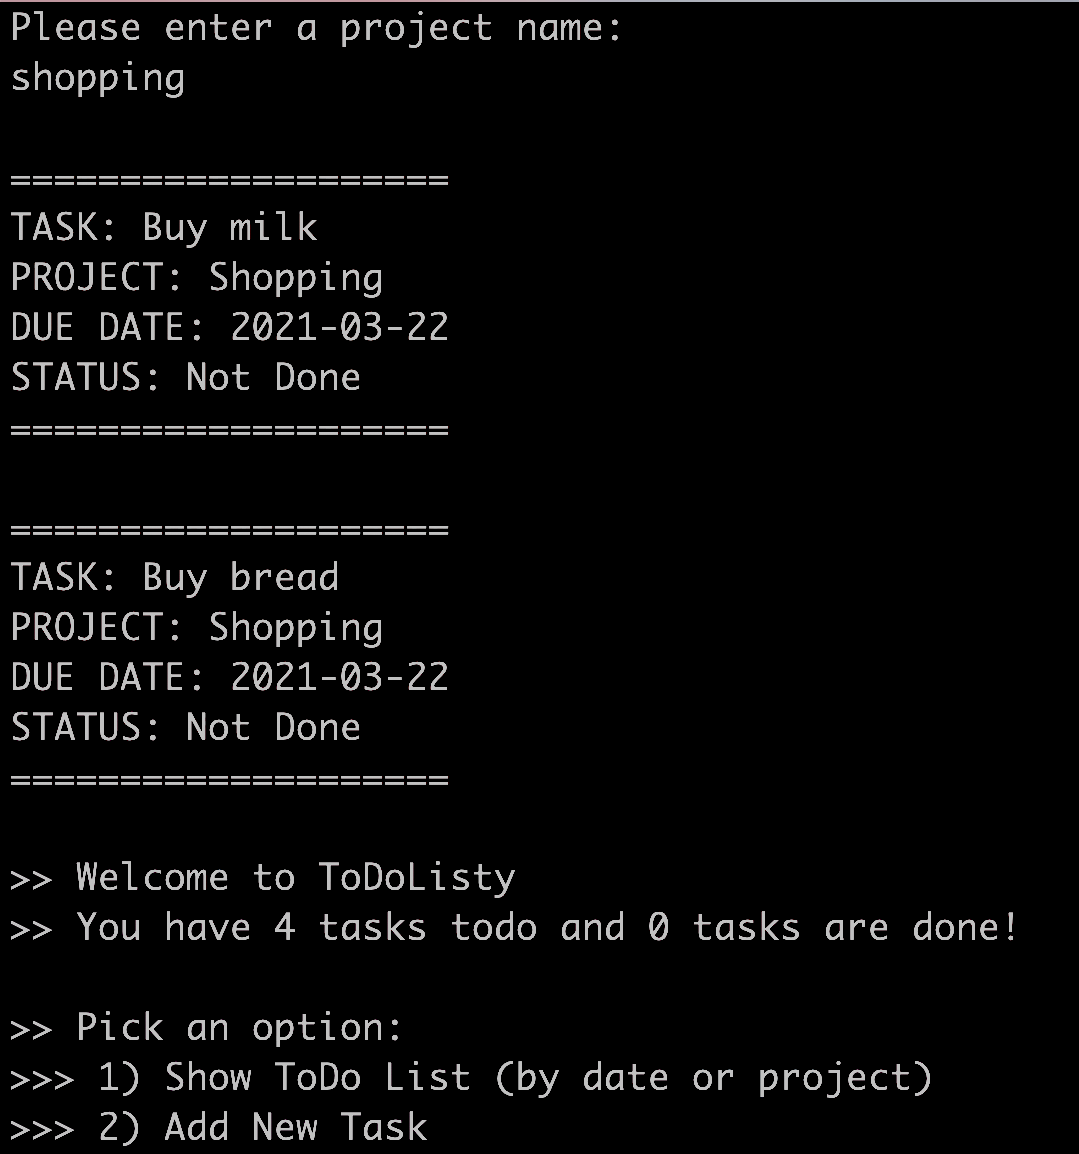 Please enter a project name:
shopping
====================
TASK: Buy milk
PROJECT: Shopping
DUE DATE: 2021-03-22
STATUS: Not Done
====================
====================
TASK: Buy bread
PROJECT: Shopping
DUE DATE: 2021-03-22
STATUS: Not Done
====================
>> Welcome to ToDoListy
>> You have 4 tasks todo and 0 tasks are done!
>> Pick an option:
>>> 1) Show ToDo List (by date or project)
>>> 2) Add New Task